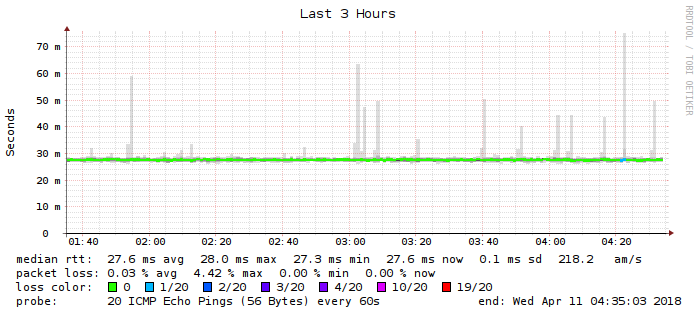 Last 3 Hours
RRDTOOL / TOBI OETIKER
Seconds
70 m
60 m
50 m
40 m
30 m
20 m
10 m
0
01:40 02:00 02:20 02:40 03:00 03:20 03:40 04:00 04:20
median rtt: 27.6 ms avg 28.0 ms max 27.3 ms min 27.6 ms now 0.1 ms sd 218.2 am/s
packet loss: 0.03 % avg 4.42 % max 0.00 % min 0.00 % now
loss color: 0 1/20 2/20 3/20 4/20 10/20 19/20
probe: 20 ICMP Echo Pings (56 Bytes) every 60s end: Wed Apr 11 04:35:03 2018